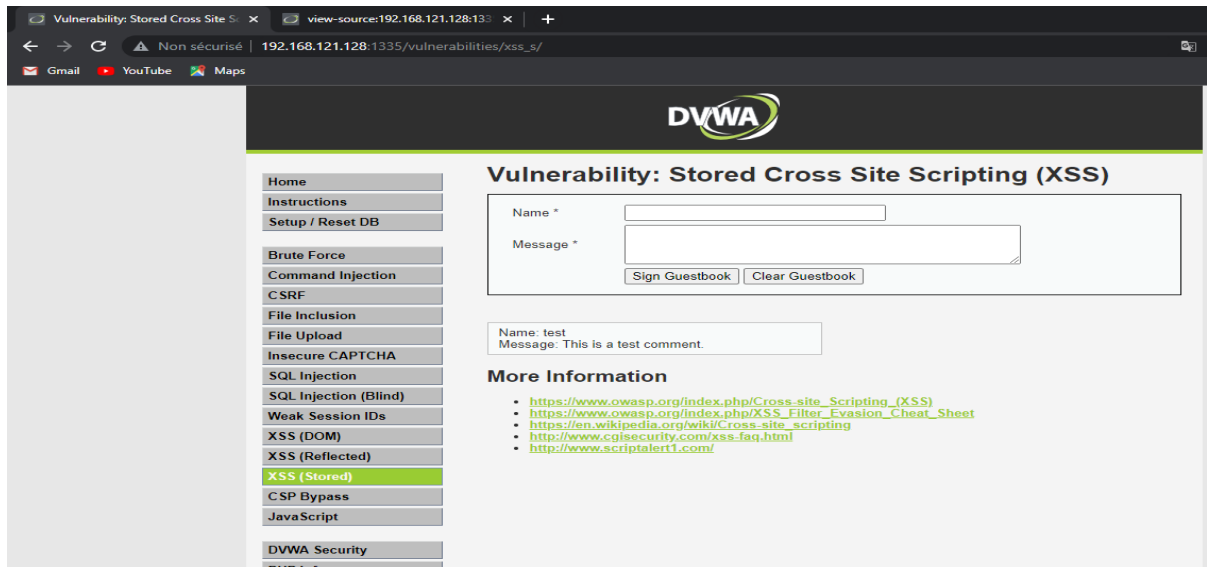 Vulnerability: Stored Cross Site S
view-source:192.168.121.128:133
Non sécurisé | 192.168.121.128:1335/vulnerabilities/xss_s/
Gmail YouTube Maps
DVWA
Home
Instructions
Setup / Reset DB
Brute Force
Command Injection
CSRF
File Inclusion
File Upload
Insecure CAPTCHA
SQL Injection
SQL Injection (Blind)
Weak Session IDs
XSS (DOM)
XSS (Reflected)
XSS (Stored)
CSP Bypass
JavaScript
DVWA Security
Vulnerability: Stored Cross Site Scripting (XSS)
Name *
Message *
Sign Guestbook Clear Guestbook
Name: test
Message: This is a test comment.
More Information
https://www.owasp.org/index.php/Cross-site_Scripting_(XSS)
https://www.owasp.org/index.php/XSS_Filter_Evasion_Cheat_Sheet
https://en.wikipedia.org/wiki/Cross-site_scripting
http://www.cgisecurity.com/xss-faq.html
http://www.scriptalert1.com/